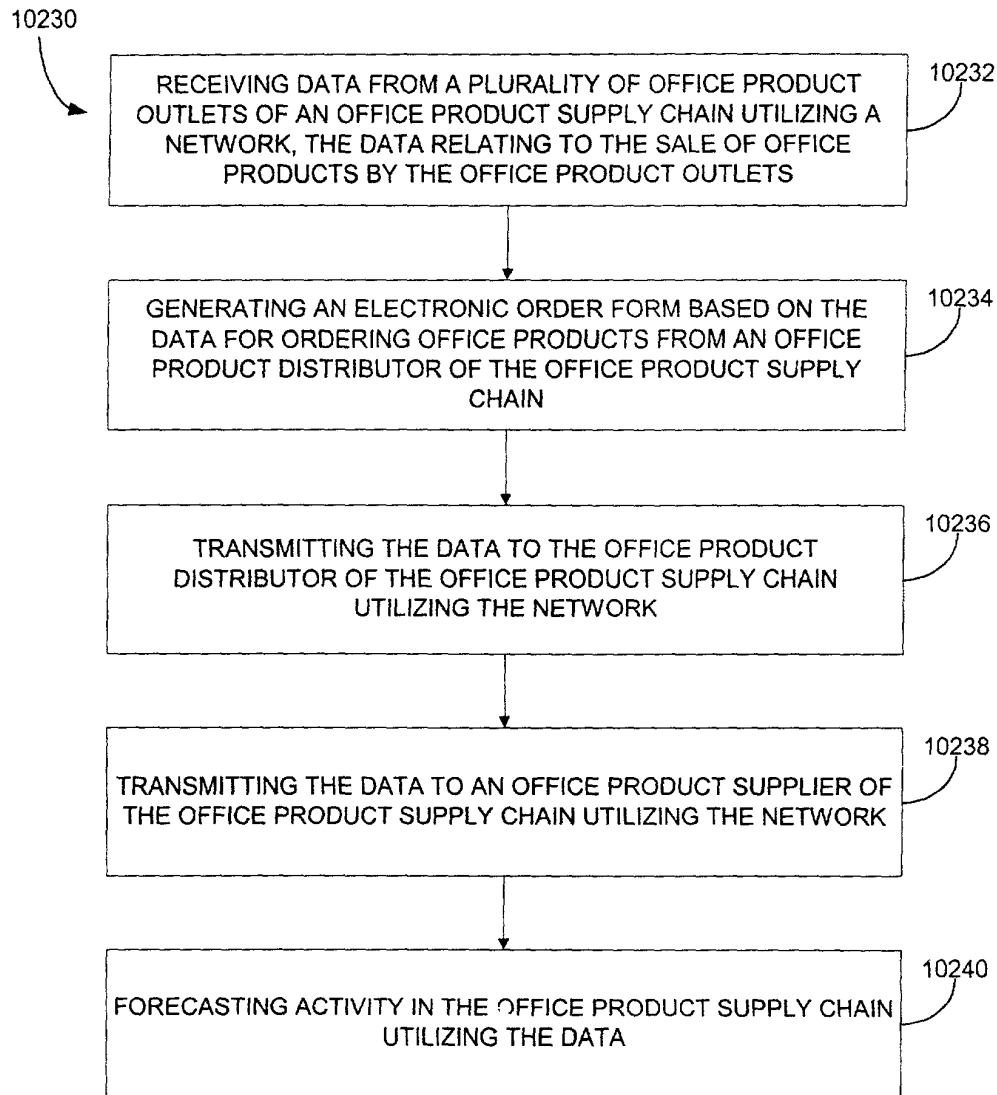 10230
10232
RECEIVING DATA FROM A PLURALITY OF OFFICE PRODUCT
OUTLETS OF AN OFFICE PRODUCT SUPPLY CHAIN UTILIZING A
NETWORK, THE DATA RELATING TO THE SALE OF OFFICE
PRODUCTS BY THE OFFICE PRODUCT OUTLETS
10234
GENERATING AN ELECTRONIC ORDER FORM BASED ON THE
DATA FOR ORDERING OFFICE PRODUCTS FROM AN OFFICE
PRODUCT DISTRIBUTOR OF THE OFFICE PRODUCT SUPPLY
CHAIN
10236
TRANSMITTING THE DATA TO THE OFFICE PRODUCT
DISTRIBUTOR OF THE OFFICE PRODUCT SUPPLY CHAIN
UTILIZING THE NETWORK
10238
TRANSMITTING THE DATA TO AN OFFICE PRODUCT SUPPLIER OF
THE OFFICE PRODUCT SUPPLY CHAIN UTILIZING THE NETWORK
10240
FORECASTING ACTIVITY IN THE OFFICE PRODUCT SUPPLY CHAIN
UTILIZING THE DATA